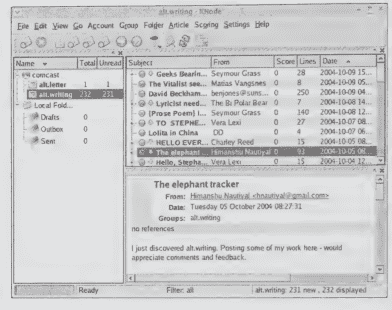 alt.writing - KNode
File Edit View Go Account Group Folder Article Scoring Settings Help
Name Total Unread
comcast
alt.letter 1 1
alt.writing 232 231
Local Fold...
Drafts 0
Outbox 0
Sent 0
Subject From Score Lines Date
Geeks Bearin... Seymour Grass 0 28 2004-10-09 15...
The Vitalist see... Matias Vangsnes 0 8 2004-10-09 05...
David Beckham... benjones@sums... 0 250 2004-10-09 04...
Lyricist need... The Bi Polar Bear 0 7 2004-10-08 14...
[Prose Poem] I... Seymour Grass 0 140 2004-10-08 12...
TO STEPHE... Vera Lexi 0 27 2004-10-07 08...
Lolita in China DO 0 4 2004-10-07 06...
HELLO EVER... Charley Reed 0 15 2004-10-05 08...
The elephant ... Himanshu Nautiyal 0 93 2004-10-05 08...
Hello, Stepha... Vera Lexi 0 15 2004-10-04 12...
The elephant tracker
From: Himanshu Nautiyal <hnautiyal@gmail.com>
Date: Tuesday 05 October 2004 08:27:31
Groups: alt.writing
no references
I just discovered alt.writing. Posting some of my work here - would
appreciate comments and feedback.
Ready Filter: all alt.writing: 231 new , 232 displayed